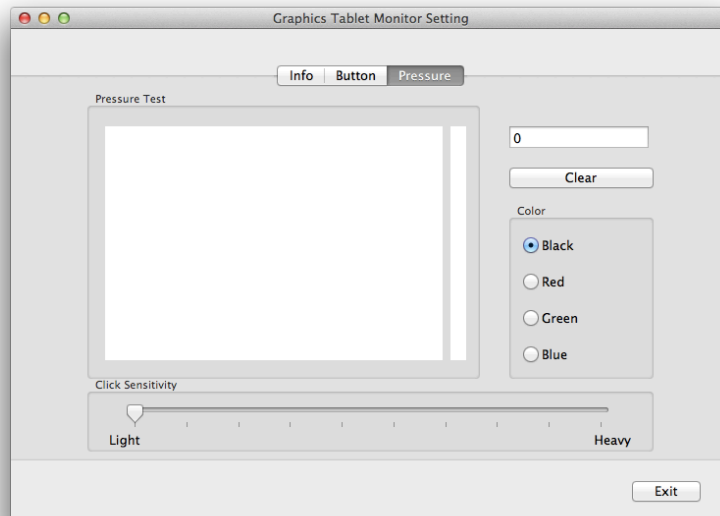 Graphics Tablet Monitor Setting
Info Button Pressure
Pressure Test
0
Clear
Color
Black
Red
Green
Blue
Click Sensitivity
Light Heavy
Exit